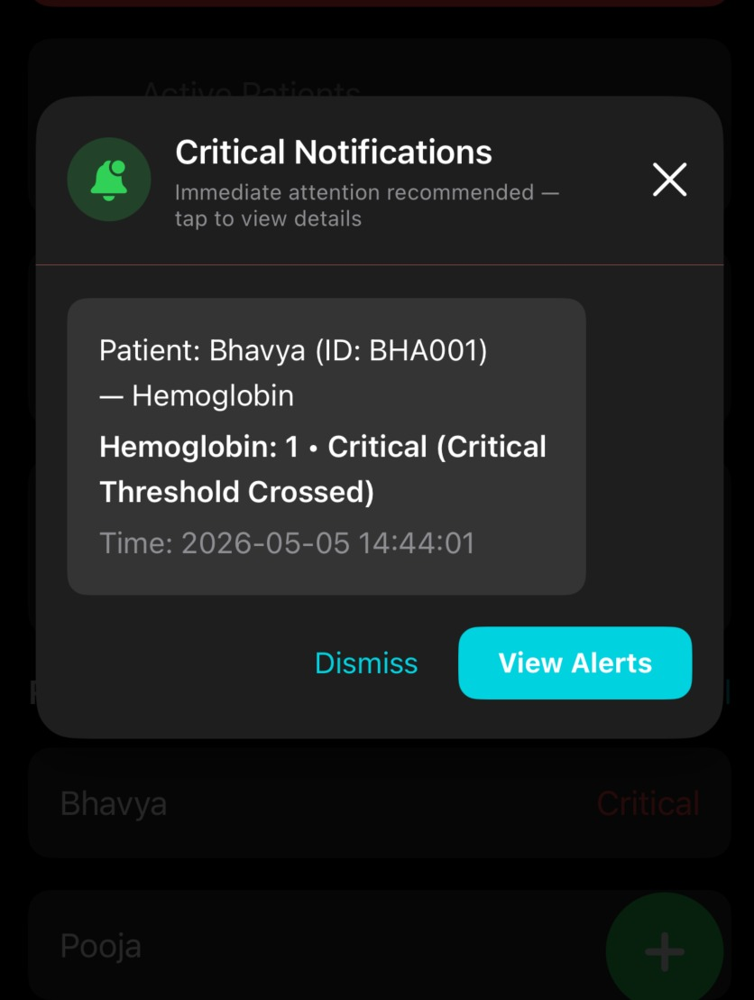 Active Patients
Critical Notifications
Immediate attention recommended —
tap to view details
Patient: Bhavya (ID: BHA001)
— Hemoglobin
Hemoglobin: 1 • Critical (Critical
Threshold Crossed)
Time: 2026-05-05 14:44:01
Dismiss
View Alerts
Bhavya
Critical
Pooja